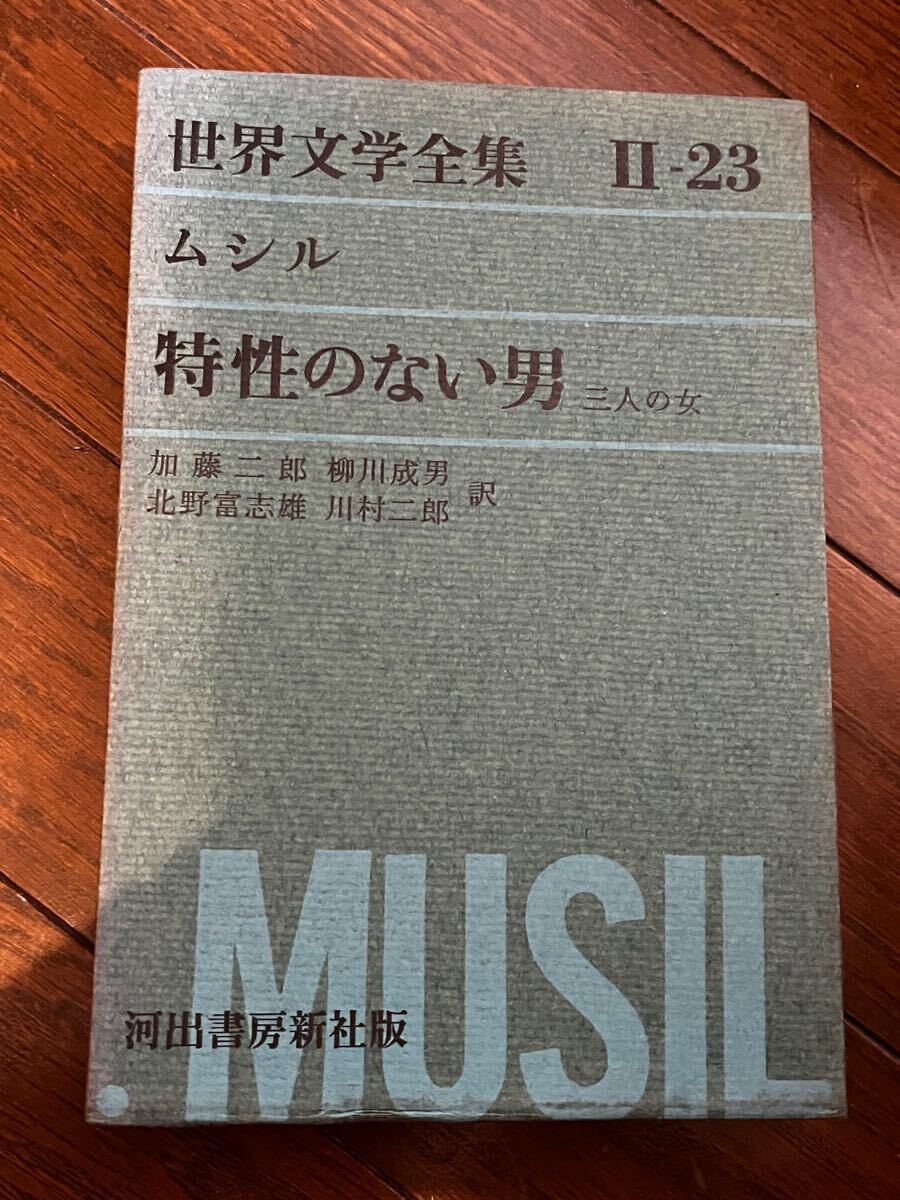 世界文学全集 Ⅱ-23
ムシル
特性のない男 三人の女
加藤二郎 柳川成男
北野富志雄 川村二郎 訳
.MUSIL
河出書房新社版